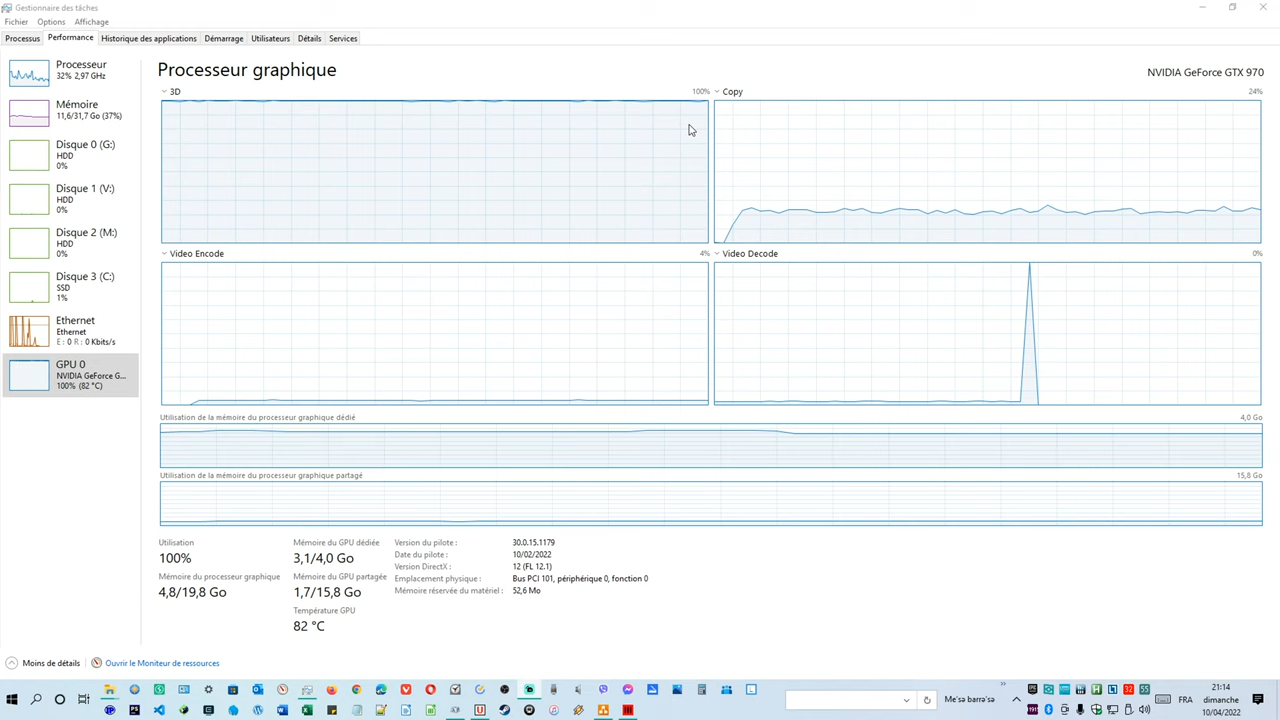 Gestionnaire des tâches
Fichier Options Affichage
Processus Performance Historique des applications Démarrage Utilisateurs Détails Services
Processeur
32% 2,97 GHz
Mémoire
11,6/31,7 Go (37%)
Disque 0 (G:)
HDD
0%
Disque 1 (V:)
HDD
0%
Disque 2 (M:)
HDD
0%
Disque 3 (C:)
SSD
1%
Ethernet
Ethernet
E : 0 R : 0 Kbits/s
GPU 0
NVIDIA GeForce G...
100% (82 °C)
Processeur graphique
NVIDIA GeForce GTX 970
3D 100%
Copy 24%
Video Encode 4%
Video Decode 0%
Utilisation de la mémoire du processeur graphique dédié 4,0 Go
Utilisation de la mémoire du processeur graphique partagé 15,8 Go
Utilisation
100%
Mémoire du processeur graphique
4,8/19,8 Go
Mémoire du GPU dédiée
3,1/4,0 Go
Mémoire du GPU partagée
1,7/15,8 Go
Température GPU
82 °C
Version du pilote : 30.0.15.1179
Date du pilote : 10/02/2022
Version DirectX : 12 (FL 12.1)
Emplacement physique : Bus PCI 101, périphérique 0, fonction 0
Mémoire réservée du matériel : 52,6 Mo
Moins de détails Ouvrir le Moniteur de ressources
Me'sa barra'sa
FRA
21:14
dimanche
10/04/2022